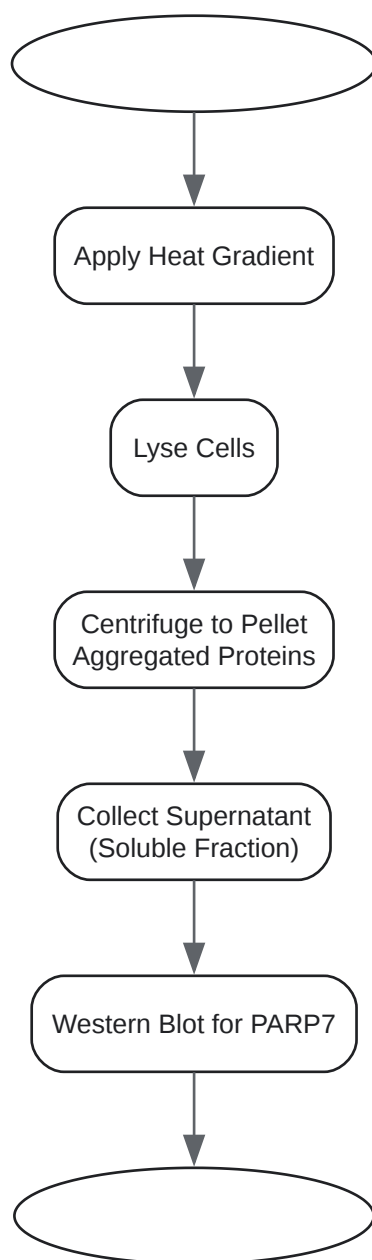 Apply Heat Gradient
Lyse Cells
Centrifuge to Pellet
Aggregated Proteins
Collect Supernatant
(Soluble Fraction)
Western Blot for PARP7